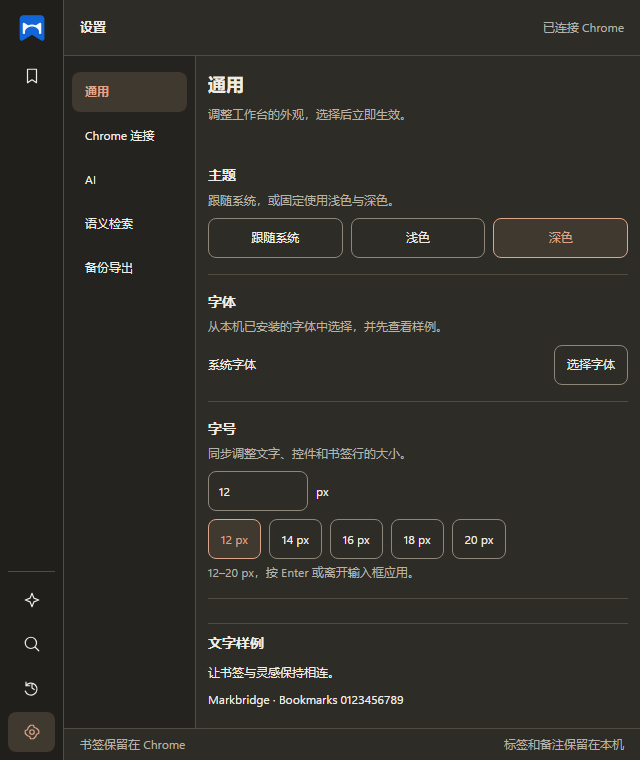 设置
已连接 Chrome
通用
Chrome 连接
AI
语义检索
备份导出
通用
调整工作台的外观，选择后立即生效。
主题
跟随系统，或固定使用浅色与深色。
跟随系统
浅色
深色
字体
从本机已安装的字体中选择，并先查看样例。
系统字体
选择字体
字号
同步调整文字、控件和书签行的大小。
12
px
12 px
14 px
16 px
18 px
20 px
12–20 px，按 Enter 或离开输入框应用。
文字样例
让书签与灵感保持相连。
Markbridge · Bookmarks 0123456789
书签保留在 Chrome
标签和备注保留在本机